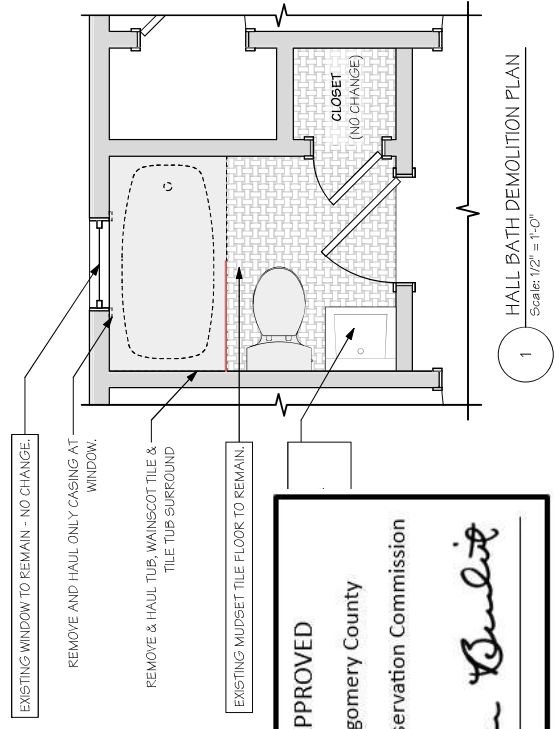 EXISTING WINDOW TO REMAIN - NO CHANGE.
REMOVE AND HAUL ONLY CASING AT
WINDOW.
REMOVE & HAUL TUB, WAINSCOT TILE &
TILE TUB SURROUND
EXISTING MUDSET TILE FLOOR TO REMAIN.
CLOSET
(NO CHANGE)
1
HALL BATH DEMOLITION PLAN
Scale: 1/2" = 1'-0"
PPROVED
gomery County
servation Commission